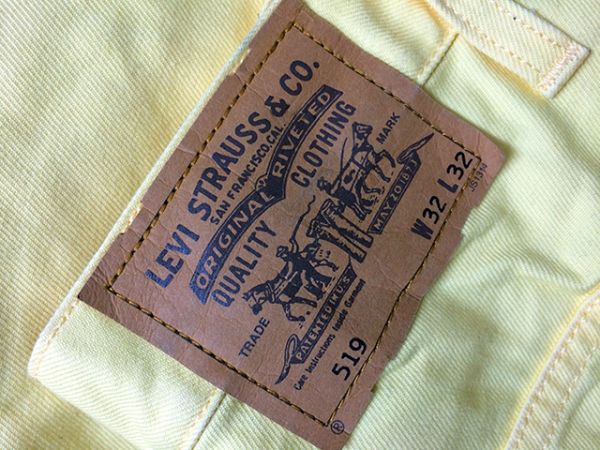 LEVI STRAUSS & CO.
SAN FRANCISCO,CAL.
ORIGINAL RIVETED
QUALITY CLOTHING
TRADE MARK
PATENTED IN U.S. MAY 20 1873
Care Instructions Inside Garment
519 W 32 L 32
®